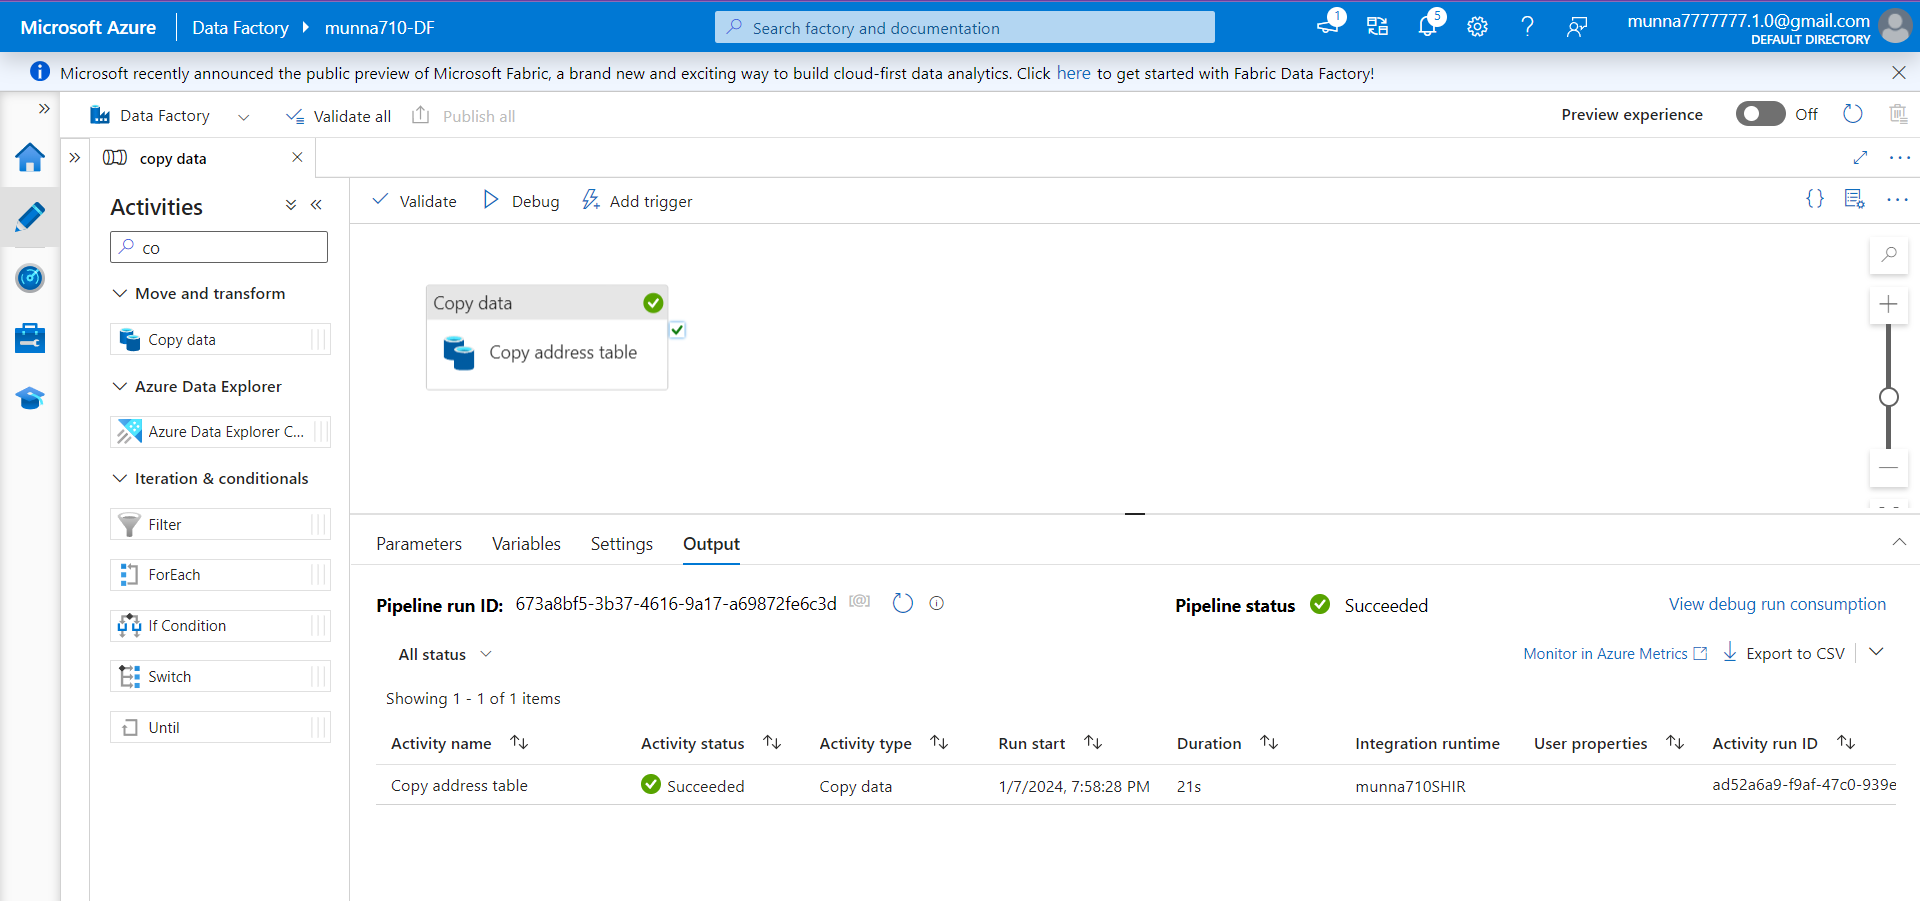 Microsoft Azure
Data Factory
munna710-DF
Search factory and documentation
1
5
munna7777777.1.0@gmail.com
DEFAULT DIRECTORY
Microsoft recently announced the public preview of Microsoft Fabric, a brand new and exciting way to build cloud-first data analytics. Click here to get started with Fabric Data Factory!
Data Factory
Validate all
Publish all
Preview experience
Off
copy data
Activities
co
Move and transform
Copy data
Azure Data Explorer
Azure Data Explorer C...
Iteration & conditionals
Filter
ForEach
If Condition
Switch
Until
Validate
Debug
Add trigger
Copy data
Copy address table
Parameters
Variables
Settings
Output
Pipeline run ID: 673a8bf5-3b37-4616-9a17-a69872fe6c3d
Pipeline status
Succeeded
View debug run consumption
All status
Monitor in Azure Metrics
Export to CSV
Showing 1 - 1 of 1 items
Activity name
Activity status
Activity type
Run start
Duration
Integration runtime
User properties
Activity run ID
Copy address table
Succeeded
Copy data
1/7/2024, 7:58:28 PM
21s
munna710SHIR
ad52a6a9-f9af-47c0-939e